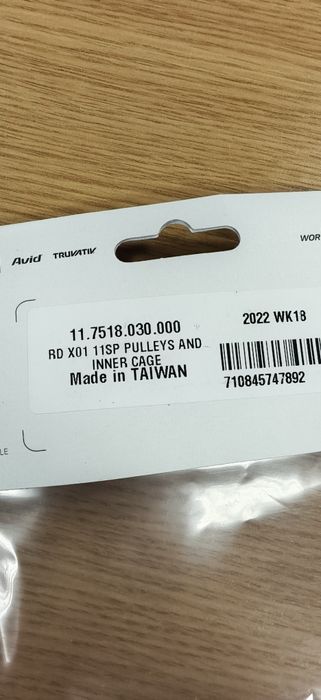 Avid TRUVATIV
WOR
11.7518.030.000
2022 WK18
RD X01 11SP PULLEYS AND
INNER CAGE
Made in TAIWAN
710845747892
LE